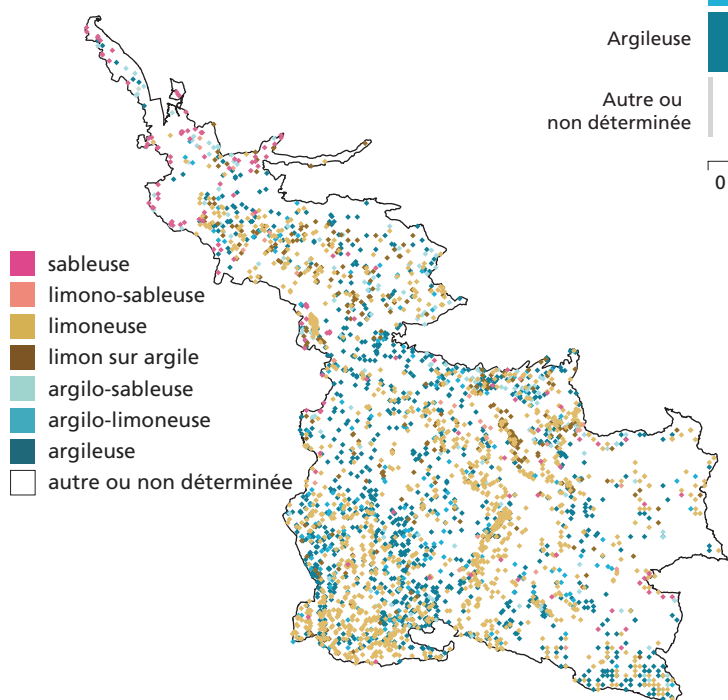 Argileuse
Autre ou
non déterminée
0
sableuse
limono-sableuse
limoneuse
limon sur argile
argilo-sableuse
argilo-limoneuse
argileuse
autre ou non déterminée